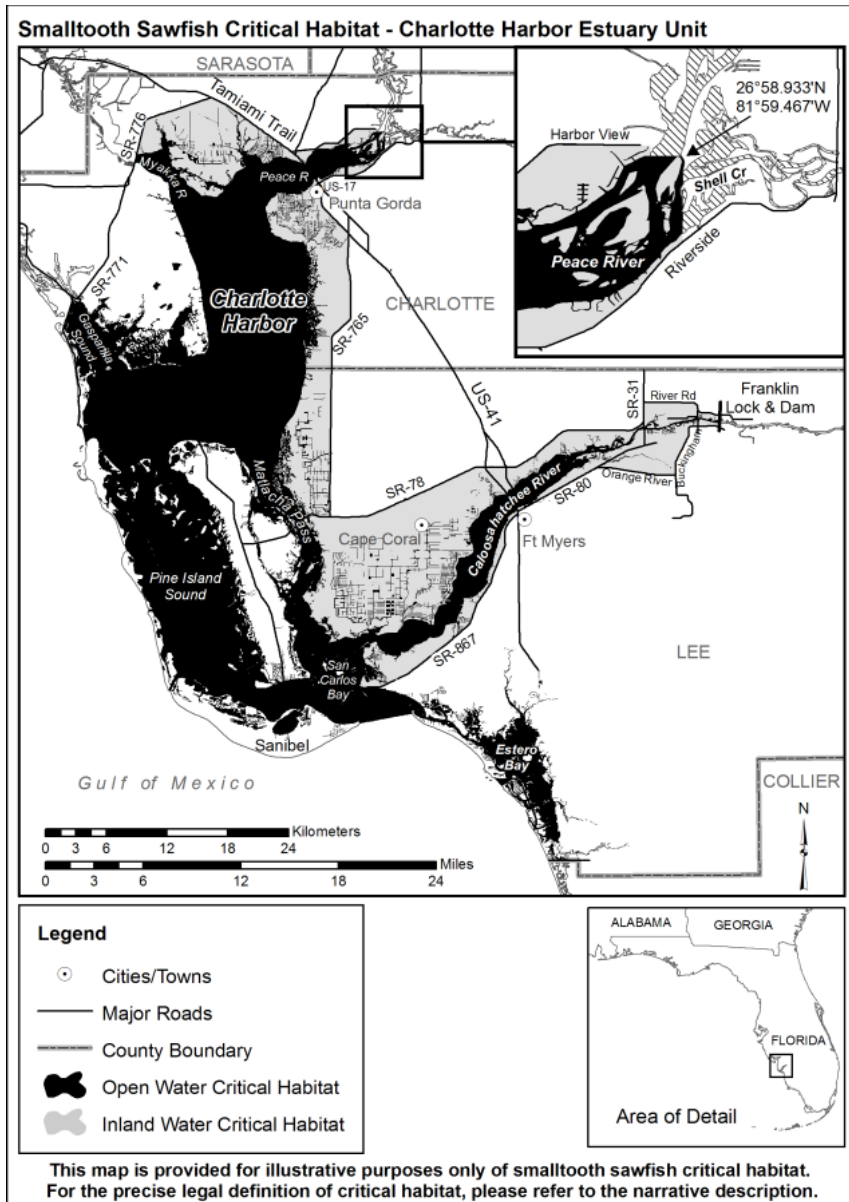 Smalltooth Sawfish Critical Habitat - Charlotte Harbor Estuary Unit
SARASOTA
Tamiami Trail
SR-776
Myakka R
Peace R
US-17
Punta Gorda
26°58.933'N
81°59.467'W
Harbor View
Shell Cr
Peace River
Riverside
SR-771
Gasparilla
Sound
Charlotte
Harbor
CHARLOTTE
SR-765
US-41
SR-31
River Rd
Franklin
Lock & Dam
Buckingham
Orange River
SR-80
SR-78
Matlacha Pass
Caloosahatchee River
Cape Coral
Ft Myers
Pine Island
Sound
SR-867
LEE
San
Carlos
Bay
Sanibel
Estero
Bay
Gulf of Mexico
COLLIER
N
Kilometers
0 3 6 12 18 24
Miles
0 3 6 12 18 24
Legend
Cities/Towns
Major Roads
County Boundary
Open Water Critical Habitat
Inland Water Critical Habitat
ALABAMA
GEORGIA
FLORIDA
Area of Detail
This map is provided for illustrative purposes only of smalltooth sawfish critical habitat.
For the precise legal definition of critical habitat, please refer to the narrative description.